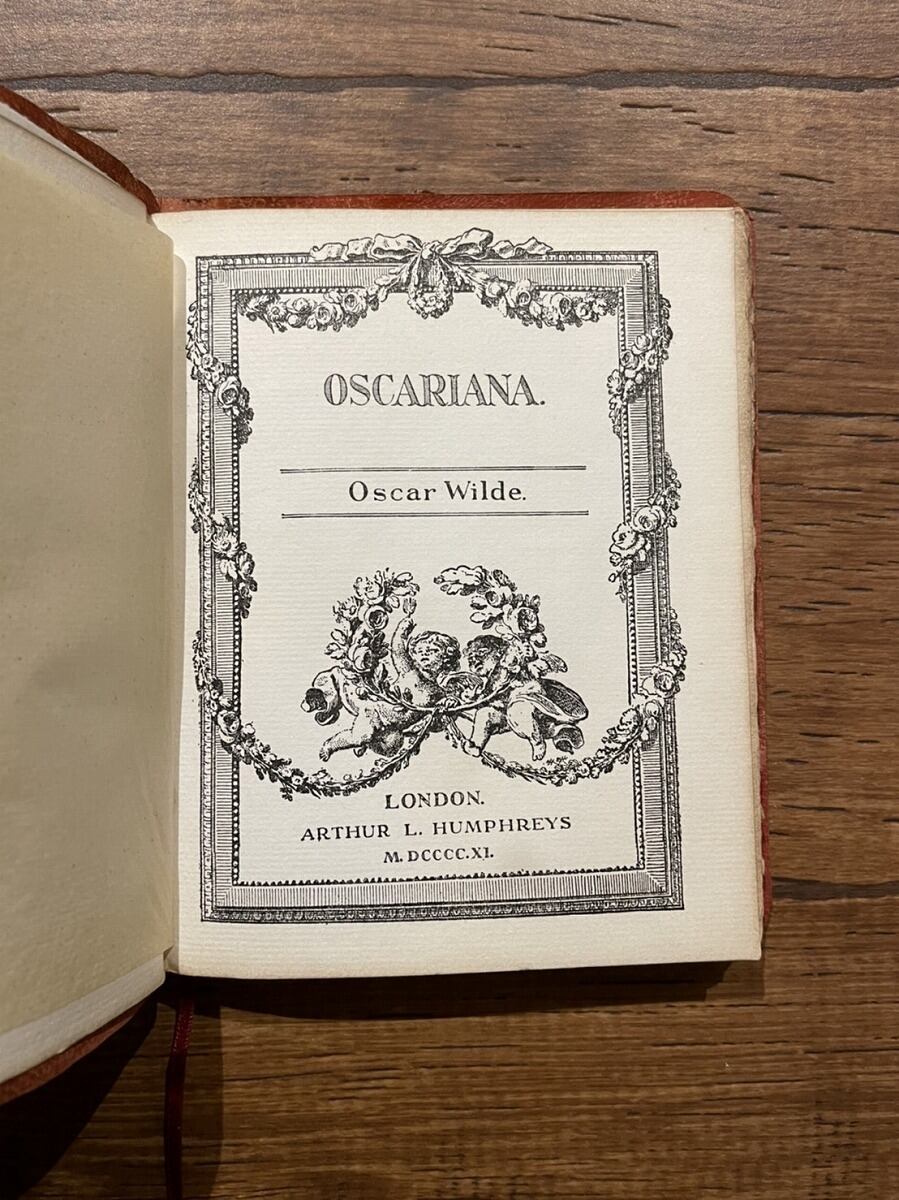 OSCARIANA.
Oscar Wilde.
LONDON.
ARTHUR L. HUMPHREYS
M. DCCCC.XI.